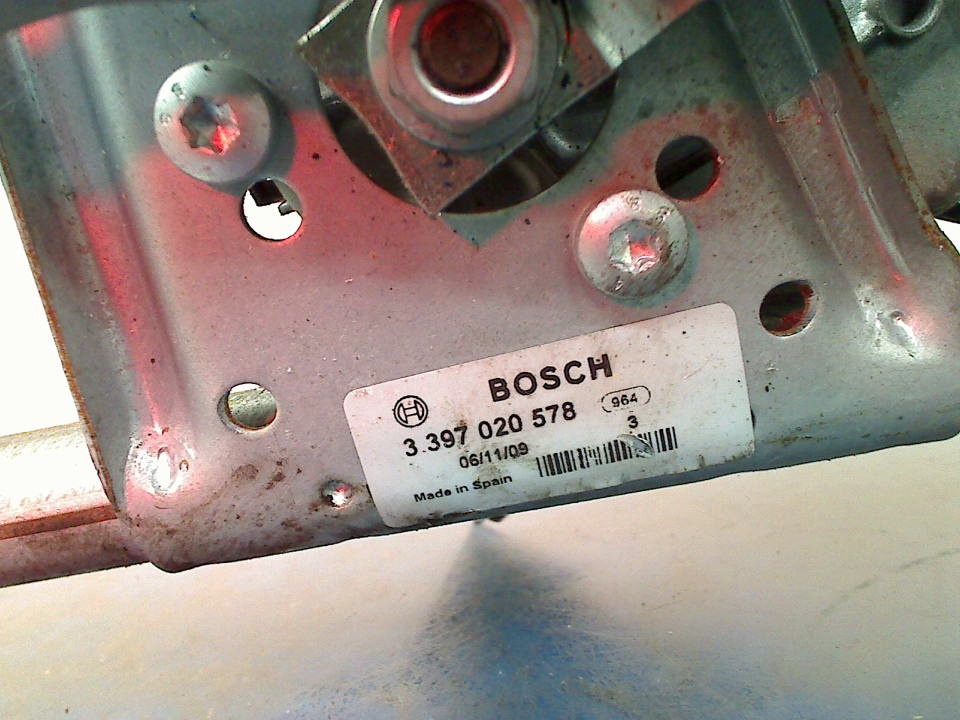 BOSCH
3 397 020 578 964
06/11/09 3
Made in Spain